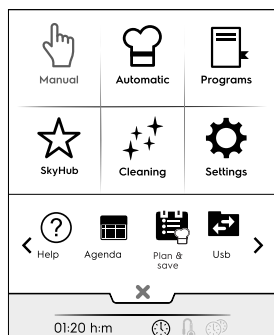 Manual Automatic Programs
SkyHub Cleaning Settings
Help Agenda Plan & save Usb
01:20 h:m